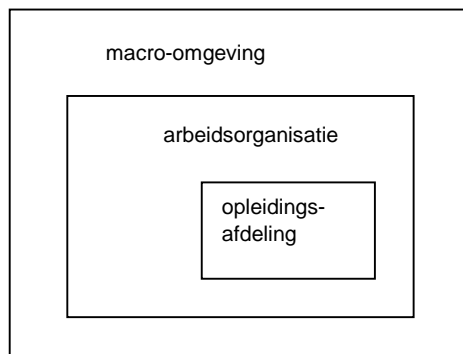 macro-omgeving
arbeidsorganisatie
opleidings-
afdeling